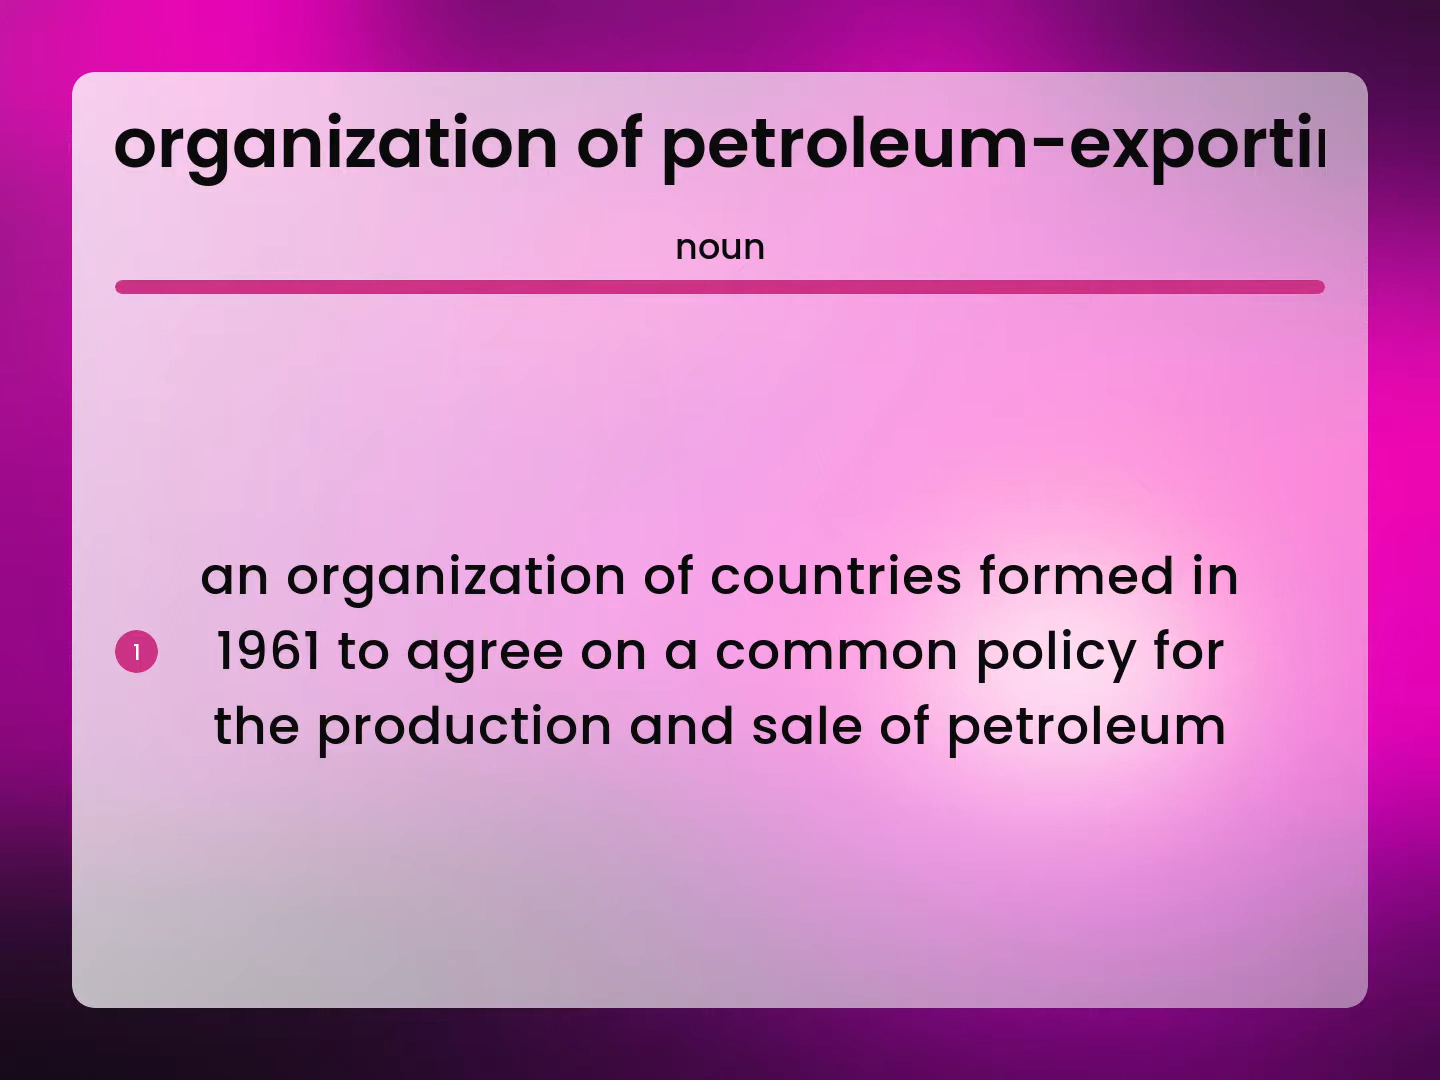 organization of petroleum-exportin
noun
1
an organization of countries formed in
1961 to agree on a common policy for
the production and sale of petroleum